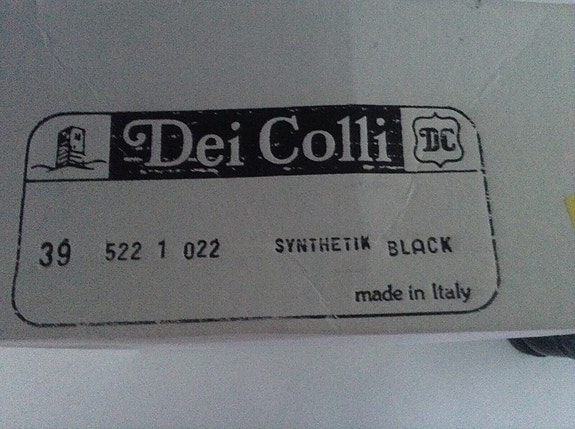 Dei Colli DC
39 522 1 022 SYNTHETIK BLACK
made in Italy